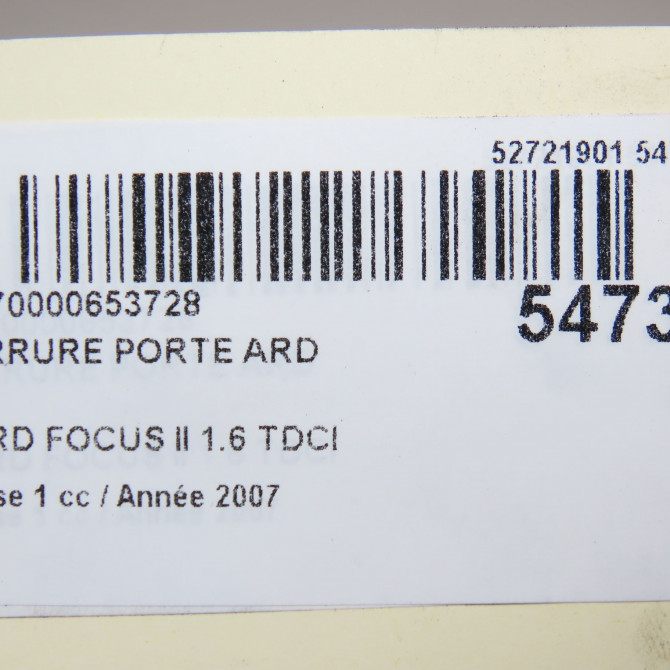 52721901 54
70000653728
5473
RRURE PORTE ARD
RD FOCUS II 1.6 TDCI
se 1 cc / Année 2007